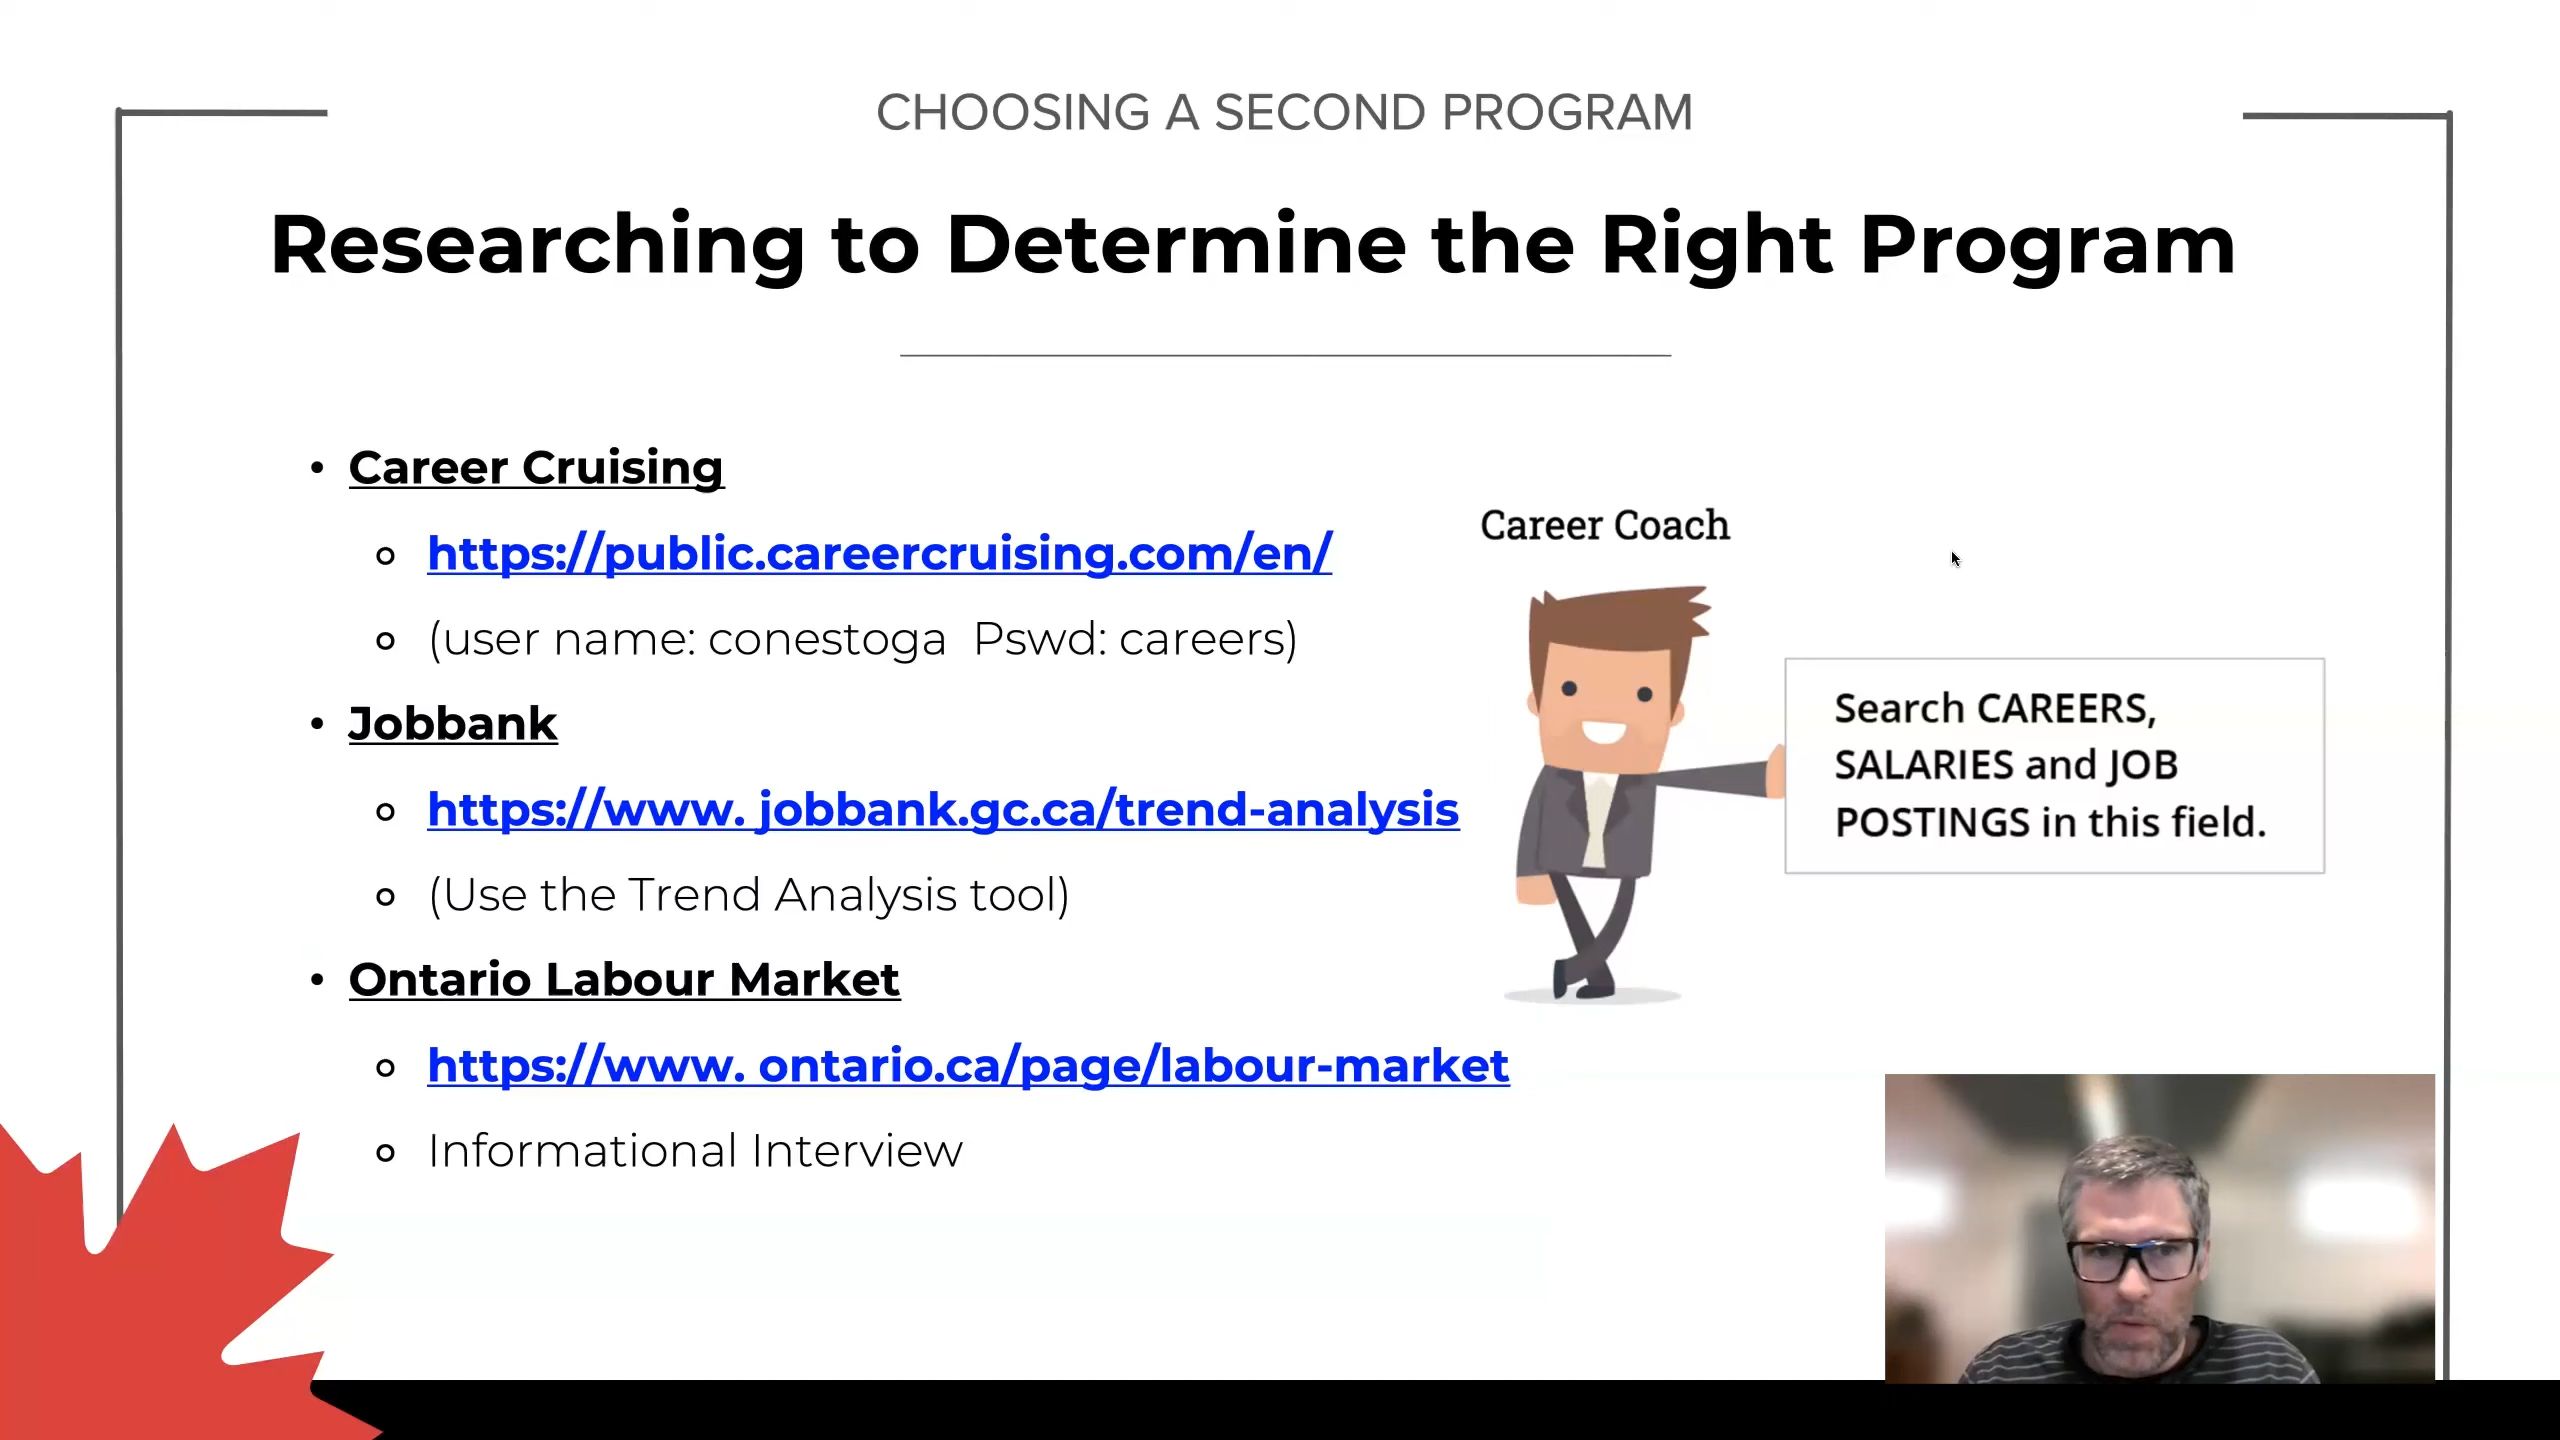 CHOOSING A SECOND PROGRAM
Researching to Determine the Right Program
• Career Cruising
https://public.careercruising.com/en/
(user name: conestoga  Pswd: careers)
• Jobbank
https://www. jobbank.gc.ca/trend-analysis
(Use the Trend Analysis tool)
• Ontario Labour Market
https://www. ontario.ca/page/labour-market
Informational Interview
Career Coach
Search CAREERS,
SALARIES and JOB
POSTINGS in this field.